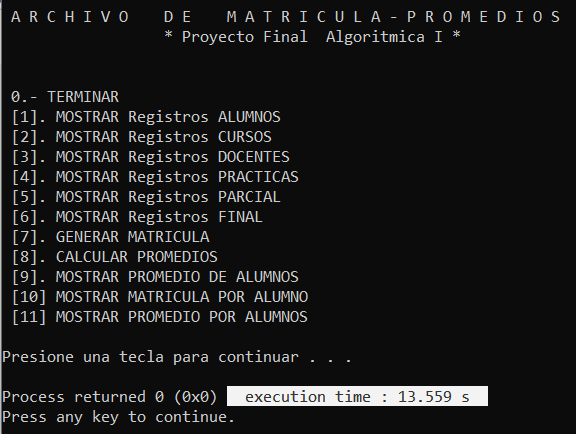 A R C H I V O   D E   M A T R I C U L A - P R O M E D I O S
* Proyecto Final  Algoritmica I *
0.- TERMINAR
[1]. MOSTRAR Registros ALUMNOS
[2]. MOSTRAR Registros CURSOS
[3]. MOSTRAR Registros DOCENTES
[4]. MOSTRAR Registros PRACTICAS
[5]. MOSTRAR Registros PARCIAL
[6]. MOSTRAR Registros FINAL
[7]. GENERAR MATRICULA
[8]. CALCULAR PROMEDIOS
[9]. MOSTRAR PROMEDIO DE ALUMNOS
[10] MOSTRAR MATRICULA POR ALUMNO
[11] MOSTRAR PROMEDIO POR ALUMNOS
Presione una tecla para continuar . . .
Process returned 0 (0x0)   execution time : 13.559 s
Press any key to continue.